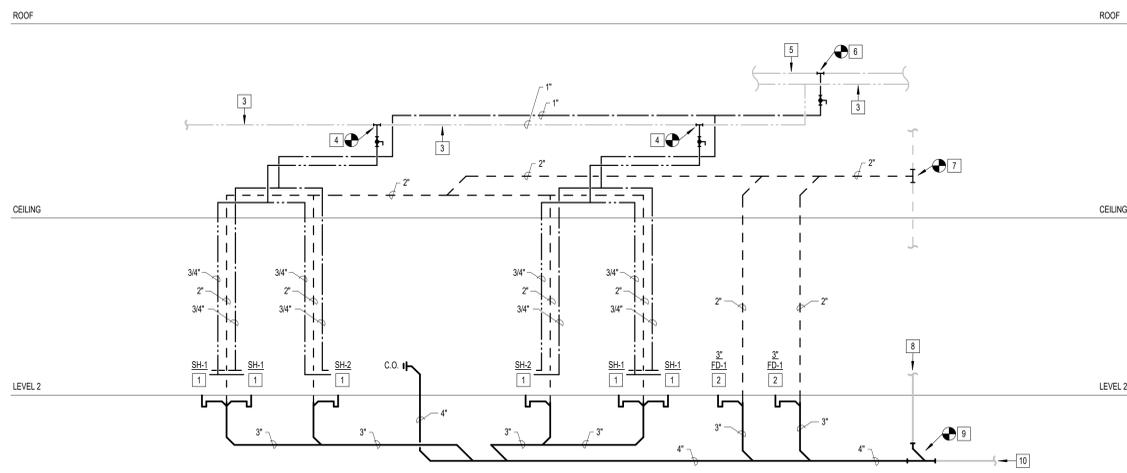 ROOF ROOF
5 6
3 1" 3
1"
4 3 4
2" 2" 7
2"
CEILING CEILING
3/4" 3/4" 3/4" 3/4"
2" 2" 2" 2" 2" 2"
3/4" 3/4" 3/4" 3/4"
SH-1 SH-1 SH-2 C.O. SH-2 SH-1 SH-1 3" FD-1 3" FD-1 8
1 1 1 1 1 1 2 2
LEVEL 2 LEVEL 2
4" 3" 3"
3" 3" 3" 3" 9
4" 4" 10